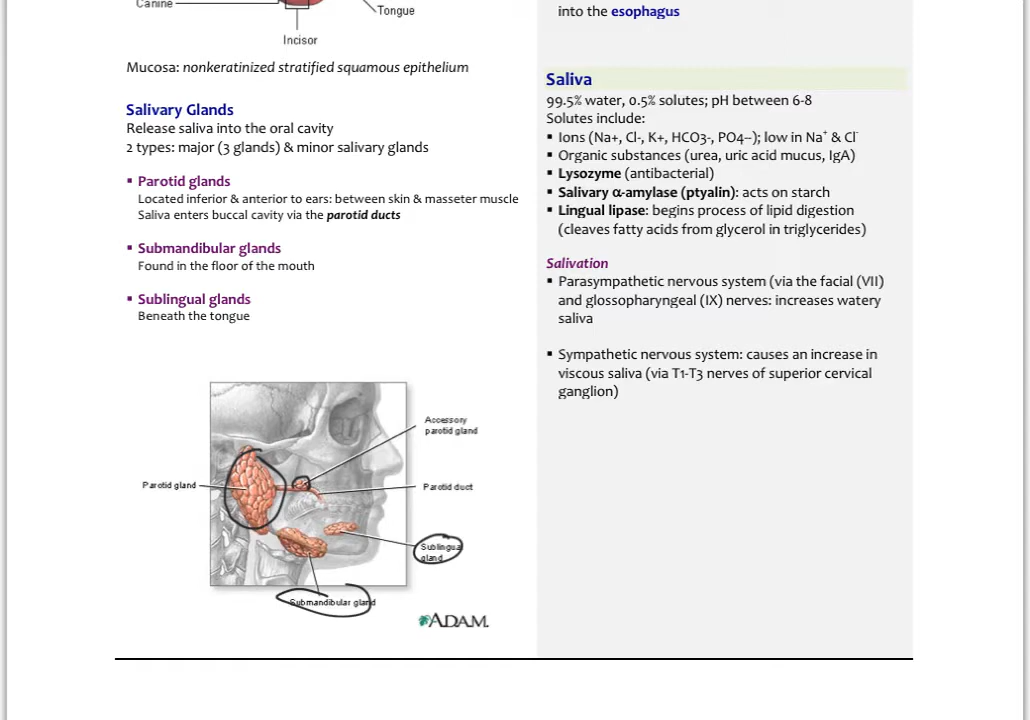 Canine
Tongue
Incisor
Mucosa: nonkeratinized stratified squamous epithelium
Salivary Glands
Release saliva into the oral cavity
2 types: major (3 glands) & minor salivary glands
▪ Parotid glands
Located inferior & anterior to ears: between skin & masseter muscle
Saliva enters buccal cavity via the parotid ducts
▪ Submandibular glands
Found in the floor of the mouth
▪ Sublingual glands
Beneath the tongue
Accessory
parotid gland
Parotid gland
Parotid duct
Sublingual
gland
Submandibular gland
ADAM.
into the esophagus
Saliva
99.5% water, 0.5% solutes; pH between 6-8
Solutes include:
▪ Ions (Na+, Cl-, K+, HCO3-, PO4--); low in Na⁺ & Cl⁻
▪ Organic substances (urea, uric acid mucus, IgA)
▪ Lysozyme (antibacterial)
▪ Salivary α-amylase (ptyalin): acts on starch
▪ Lingual lipase: begins process of lipid digestion
(cleaves fatty acids from glycerol in triglycerides)
Salivation
▪ Parasympathetic nervous system (via the facial (VII)
and glossopharyngeal (IX) nerves: increases watery
saliva
▪ Sympathetic nervous system: causes an increase in
viscous saliva (via T1-T3 nerves of superior cervical
ganglion)